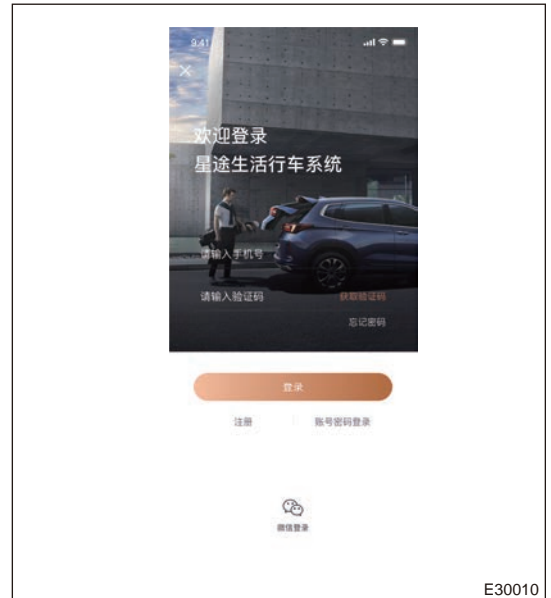 9:41
欢迎登录
星途生活行车系统
请输入手机号
请输入验证码 获取验证码
忘记密码
登录
注册 账号密码登录
微信登录
E30010